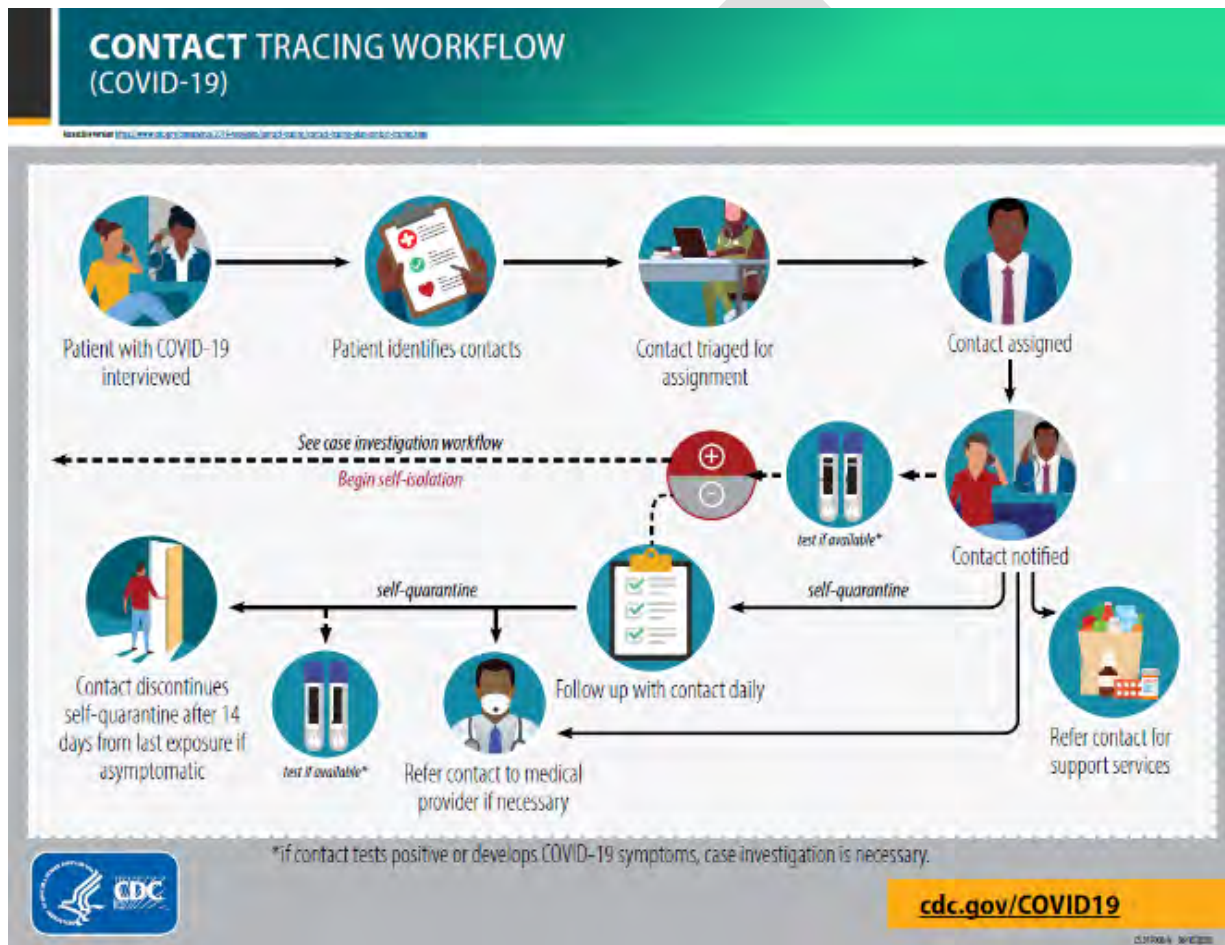 CONTACT TRACING WORKFLOW
(COVID-19)
Patient with COVID-19
interviewed
Patient identifies contacts
Contact triaged for
assignment
Contact assigned
See case investigation workflow
Begin self-isolation
test if available*
Contact notified
self-quarantine
self-quarantine
Contact discontinues
self-quarantine after 14
days from last exposure if
asymptomatic
test if available*
Refer contact to medical
provider if necessary
Follow up with contact daily
Refer contact for
support services
*if contact tests positive or develops COVID-19 symptoms, case investigation is necessary.
CDC
cdc.gov/COVID19